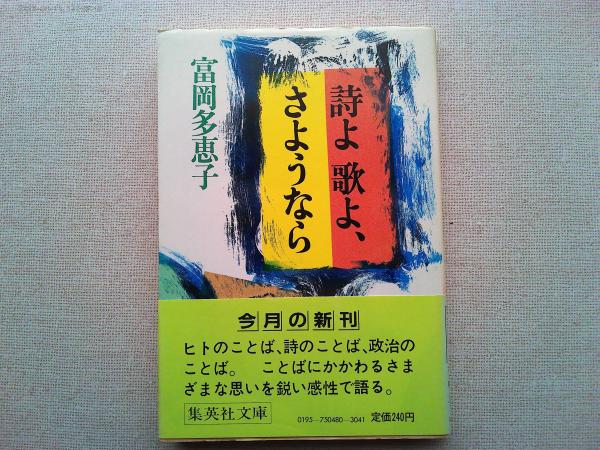 詩よ 歌よ、
さようなら
富岡多恵子
今月の新刊
ヒトのことば、詩のことば、政治の
ことば。 ことばにかかわるさま
ざまな思いを鋭い感性で語る。
集英社文庫
0195-750480-3041 定価240円